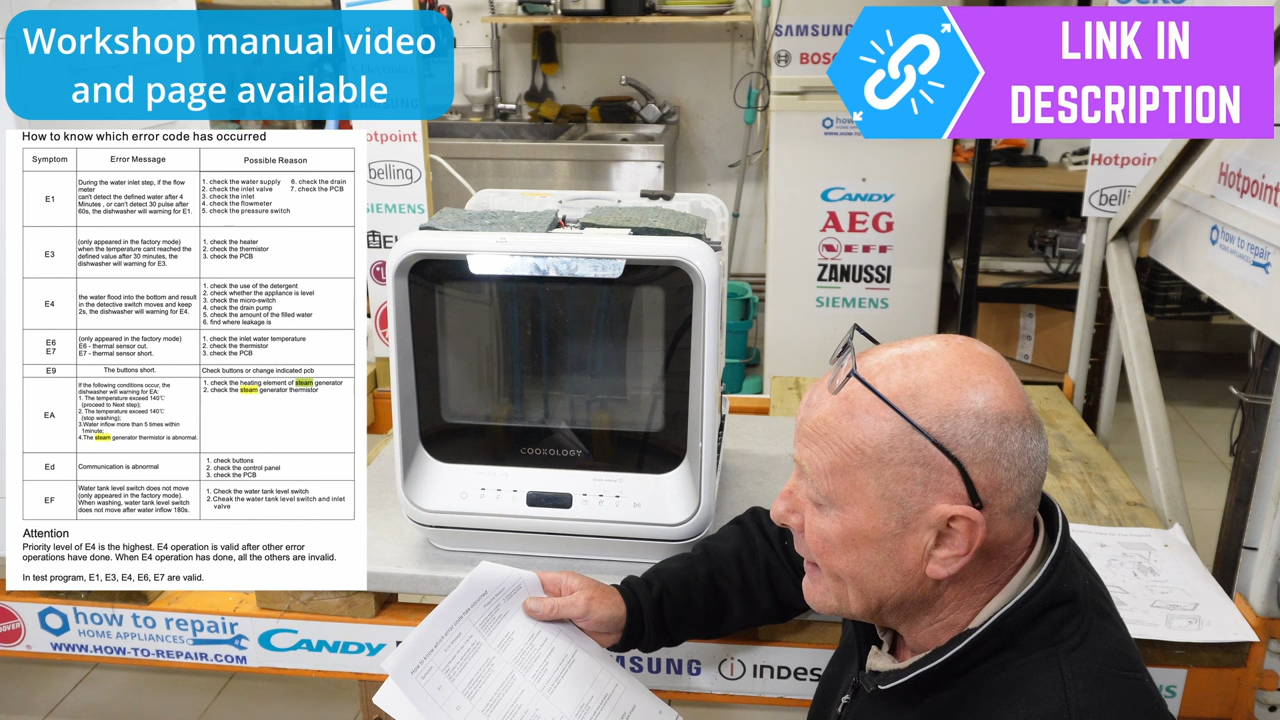 Workshop manual video
and page available
LINK IN
DESCRIPTION
How to know which error code has occurred
Symptom
Error Message
Possible Reason
E1
During the water inlet step, if the flow
meter
can't detect the defined water after 4
Minutes , or can't detect 30 pulse after
60s, the dishwasher will warning for E1.
1. check the water supply
2. check the inlet valve
3. check the inlet
4. check the flowmeter
5. check the pressure switch
6. check the drain
7. check the PCB
E3
(only appeared in the factory mode)
when the temperature cant reached the
defined value after 30 minutes, the
dishwasher will warning for E3.
1. check the heater
2. check the thermistor
3. check the PCB
E4
the water flood into the bottom and result
in the detective switch moves and keep
2s, the dishwasher will warning for E4.
1. check the use of the detergent
2. check whether the appliance is level
3. check the micro-switch
4. check the drain pump
5. check the amount of the filled water
6. find where leakage is
E6
E7
(only appeared in the factory mode)
E6 - thermal sensor cut.
E7 - thermal sensor short.
1. check the inlet water temperature
2. check the thermistor
3. check the PCB
E9
The buttons short.
Check buttons or change indicated pcb
EA
If the following conditions occur, the
dishwasher will warning for EA:
1. The temperature exceed 140℃
(proceed to Next step);
2. The temperature exceed 140℃
(stop washing);
3.Water inflow more than 5 times within
1minute;
4.The steam generator thermistor is abnormal.
1. check the heating element of steam generator
2. check the steam generator thermistor
Ed
Communication is abnormal
1. check buttons
2. check the control panel
3. check the PCB
EF
Water tank level switch does not move
(only appeared in the factory mode).
When washing, water tank level switch
does not move after water inflow 180s.
1. Check the water tank level switch
2.Cheak the water tank level switch and inlet
valve
Attention
Priority level of E4 is the highest. E4 operation is valid after other error
operations have done. When E4 operation has done, all the others are invalid.
In test program, E1, E3, E4, E6, E7 are valid.
belling
SIEMENS
SAMSUNG
CANDY
AEG
NEFF
ZANUSSI
SIEMENS
Hotpoint
Hotpoint
how to repair
COOKOLOGY
How to know which error code has occurred
HOOVER
how to repair
HOME APPLIANCES
WWW.HOW-TO-REPAIR.COM
CANDY